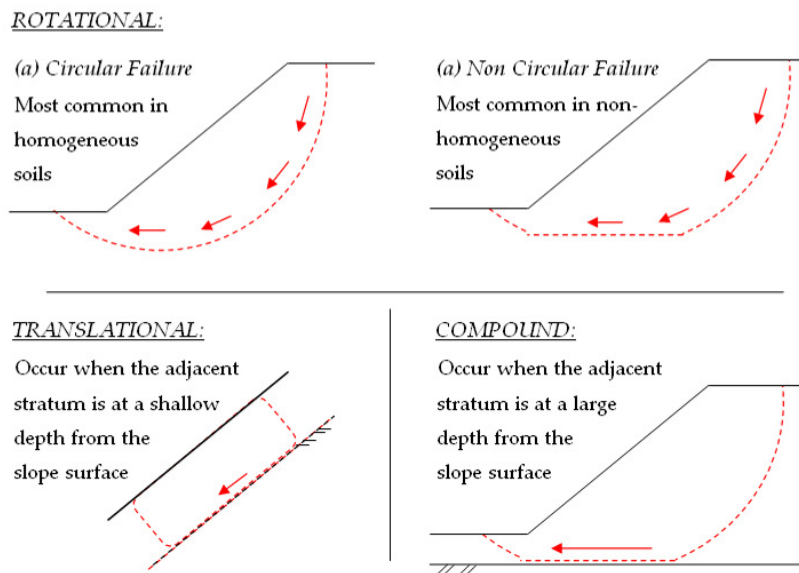 ROTATIONAL:
(a) Circular Failure
Most common in
homogeneous
soils
(a) Non Circular Failure
Most common in non-
homogeneous
soils
TRANSLATIONAL:
Occur when the adjacent
stratum is at a shallow
depth from the
slope surface
COMPOUND:
Occur when the adjacent
stratum is at a large
depth from the
slope surface